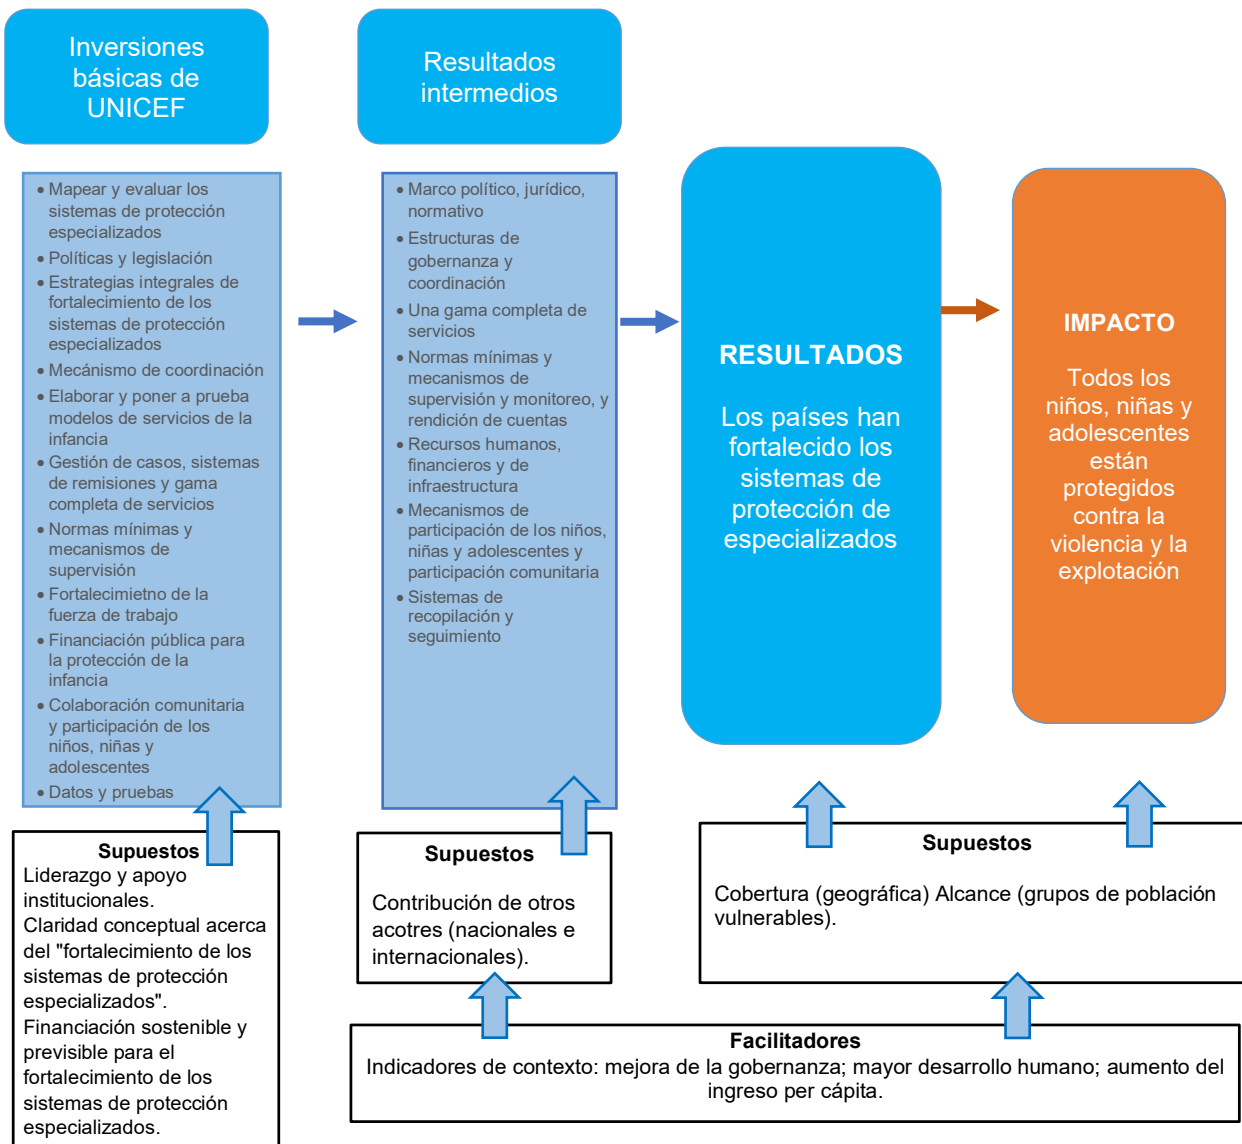 Inversiones
básicas de
UNICEF
Resultados
intermedios
• Mapear y evaluar los
sistemas de protección
especializados
• Políticas y legislación
• Estrategias integrales de
fortalecimiento de los
sistemas de protección
especializados
• Mecánismo de coordinación
• Elaborar y poner a prueba
modelos de servicios de la
infancia
• Gestión de casos, sistemas
de remisiones y gama
completa de servicios
• Normas mínimas y
mecanismos de
supervisión
• Fortalecimietno de la
fuerza de trabajo
• Financiación pública para
la protección de la
infancia
• Colaboración comunitaria
y participación de los
niños, niñas y
adolescentes
• Datos y pruebas
• Marco político, jurídico,
normativo
• Estructuras de
gobernanza y
coordinación
• Una gama completa de
servicios
• Normas mínimas y
mecanismos de
supervisión y monitoreo, y
rendición de cuentas
• Recursos humanos,
financieros y de
infraestructura
• Mecanismos de
participación de los niños,
niñas y adolescentes y
participación comunitaria
• Sistemas de
recopilación y
seguimiento
RESULTADOS
Los países han
fortalecido los
sistemas de
protección de
especializados
IMPACTO
Todos los
niños, niñas y
adolescentes
están
protegidos
contra la
violencia y la
explotación
Supuestos
Liderazgo y apoyo
institucionales.
Claridad conceptual acerca
del "fortalecimiento de los
sistemas de protección
especializados".
Financiación sostenible y
previsible para el
fortalecimiento de los
sistemas de protección
especializados.
Supuestos
Contribución de otros
acotres (nacionales e
internacionales).
Supuestos
Cobertura (geográfica) Alcance (grupos de población
vulnerables).
Facilitadores
Indicadores de contexto: mejora de la gobernanza; mayor desarrollo humano; aumento del
ingreso per cápita.